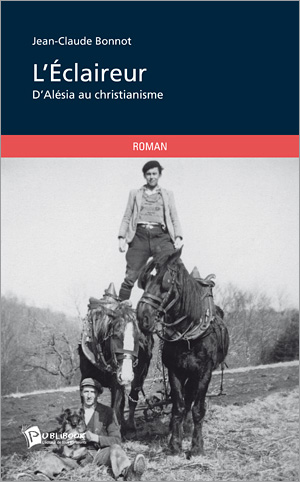 Jean-Claude Bonnot
L'Éclaireur
D'Alésia au christianisme
ROMAN
PUBLIBOOK